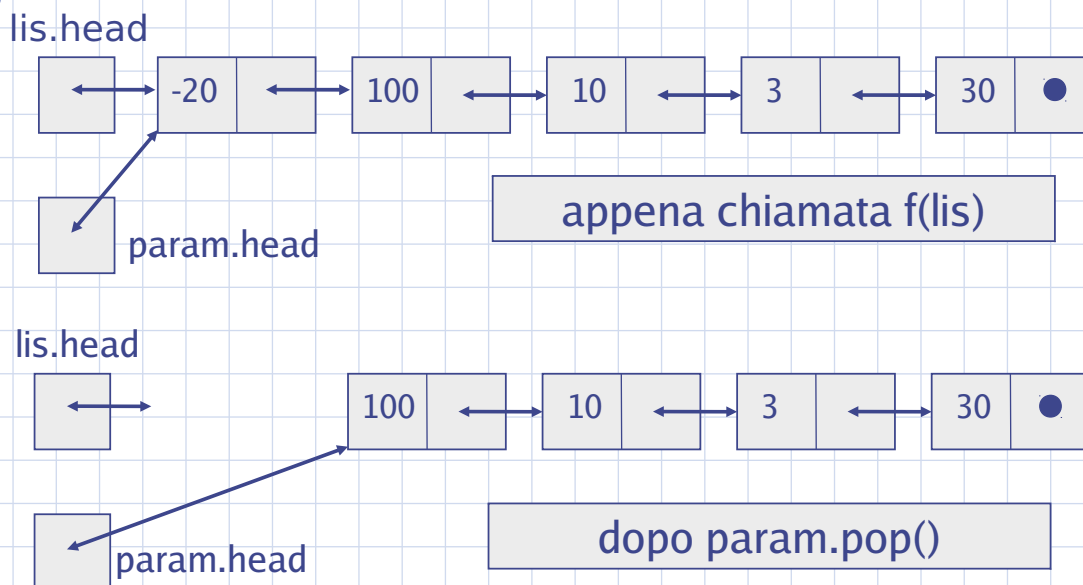 lis.head
-20 100 10 3 30
appena chiamata f(lis)
param.head
lis.head
100 10 3 30
dopo param.pop()
param.head